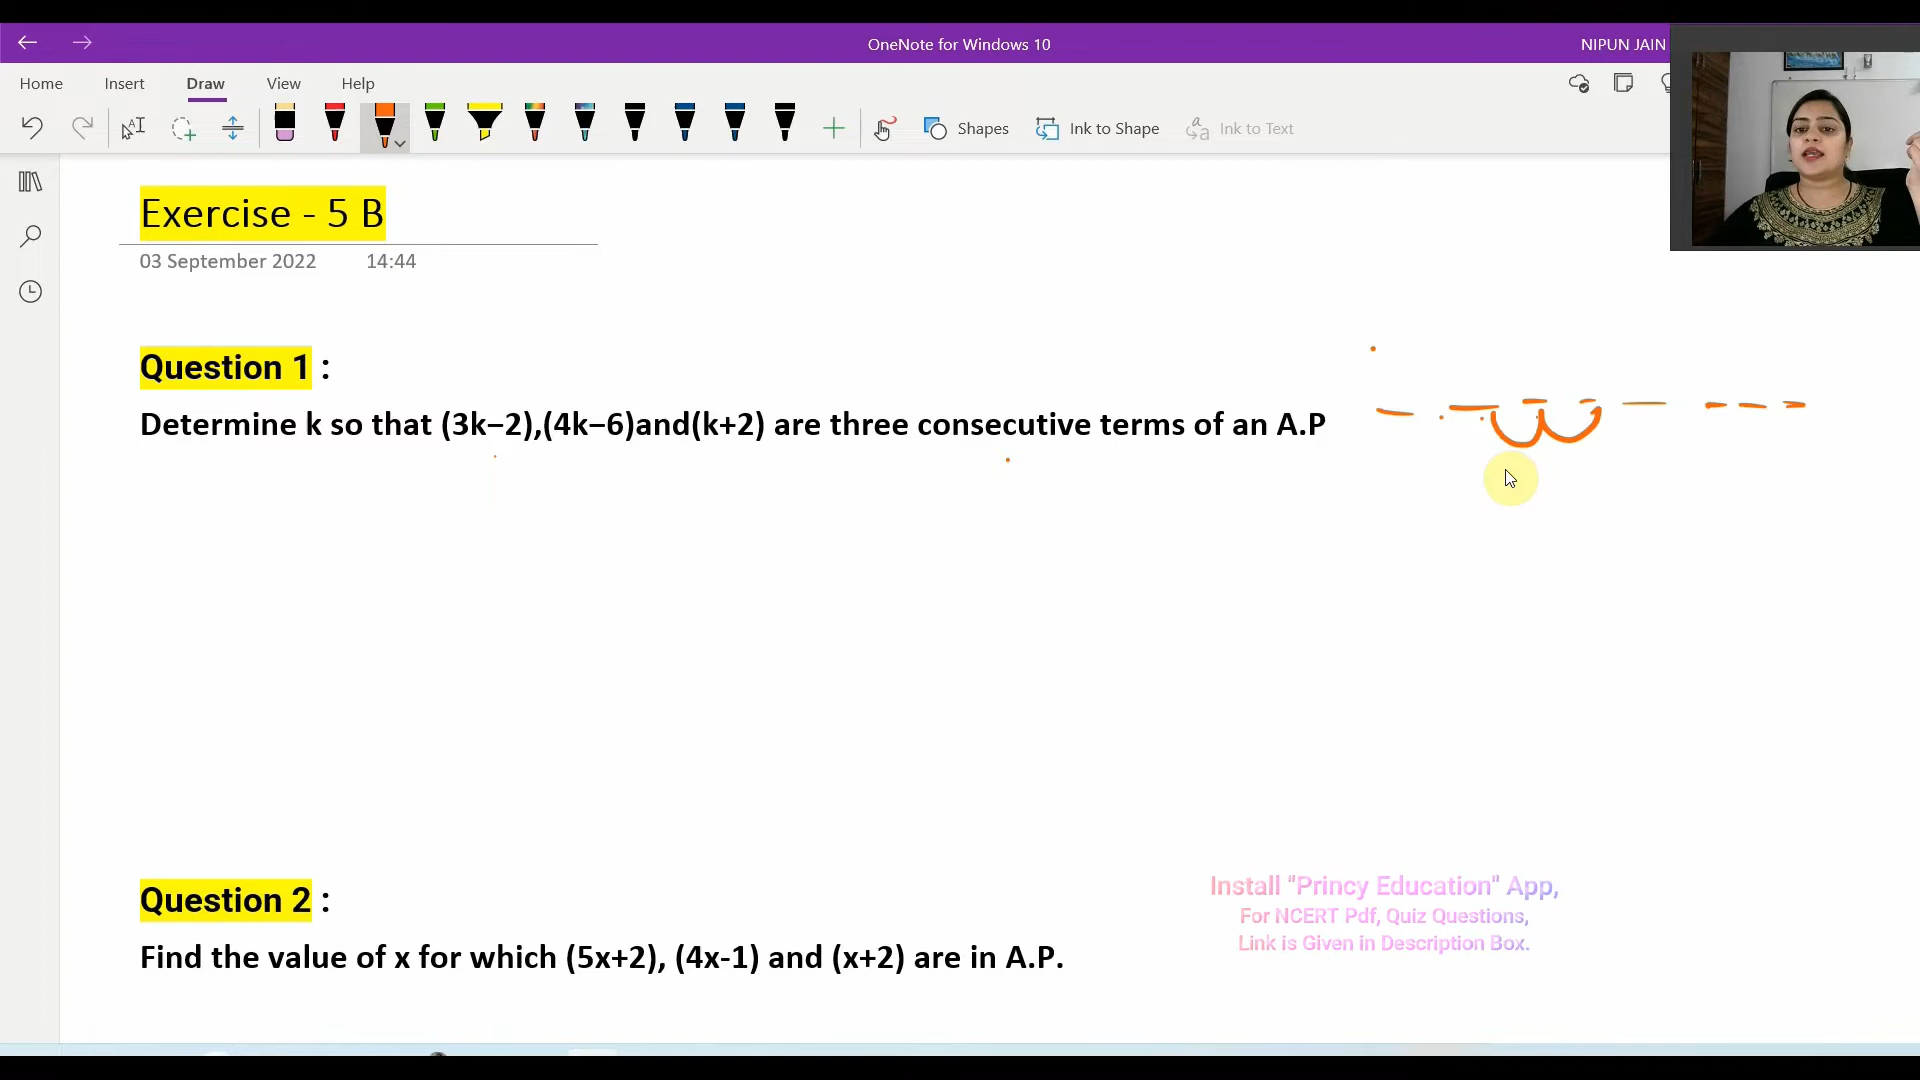 OneNote for Windows 10
NIPUN JAIN
Home Insert Draw View Help
Shapes Ink to Shape Ink to Text
Exercise - 5 B
03 September 2022 14:44
Question 1 :
Determine k so that (3k−2),(4k−6)and(k+2) are three consecutive terms of an A.P
Question 2 :
Find the value of x for which (5x+2), (4x-1) and (x+2) are in A.P.
Install "Princy Education" App,
For NCERT Pdf, Quiz Questions,
Link is Given in Description Box.